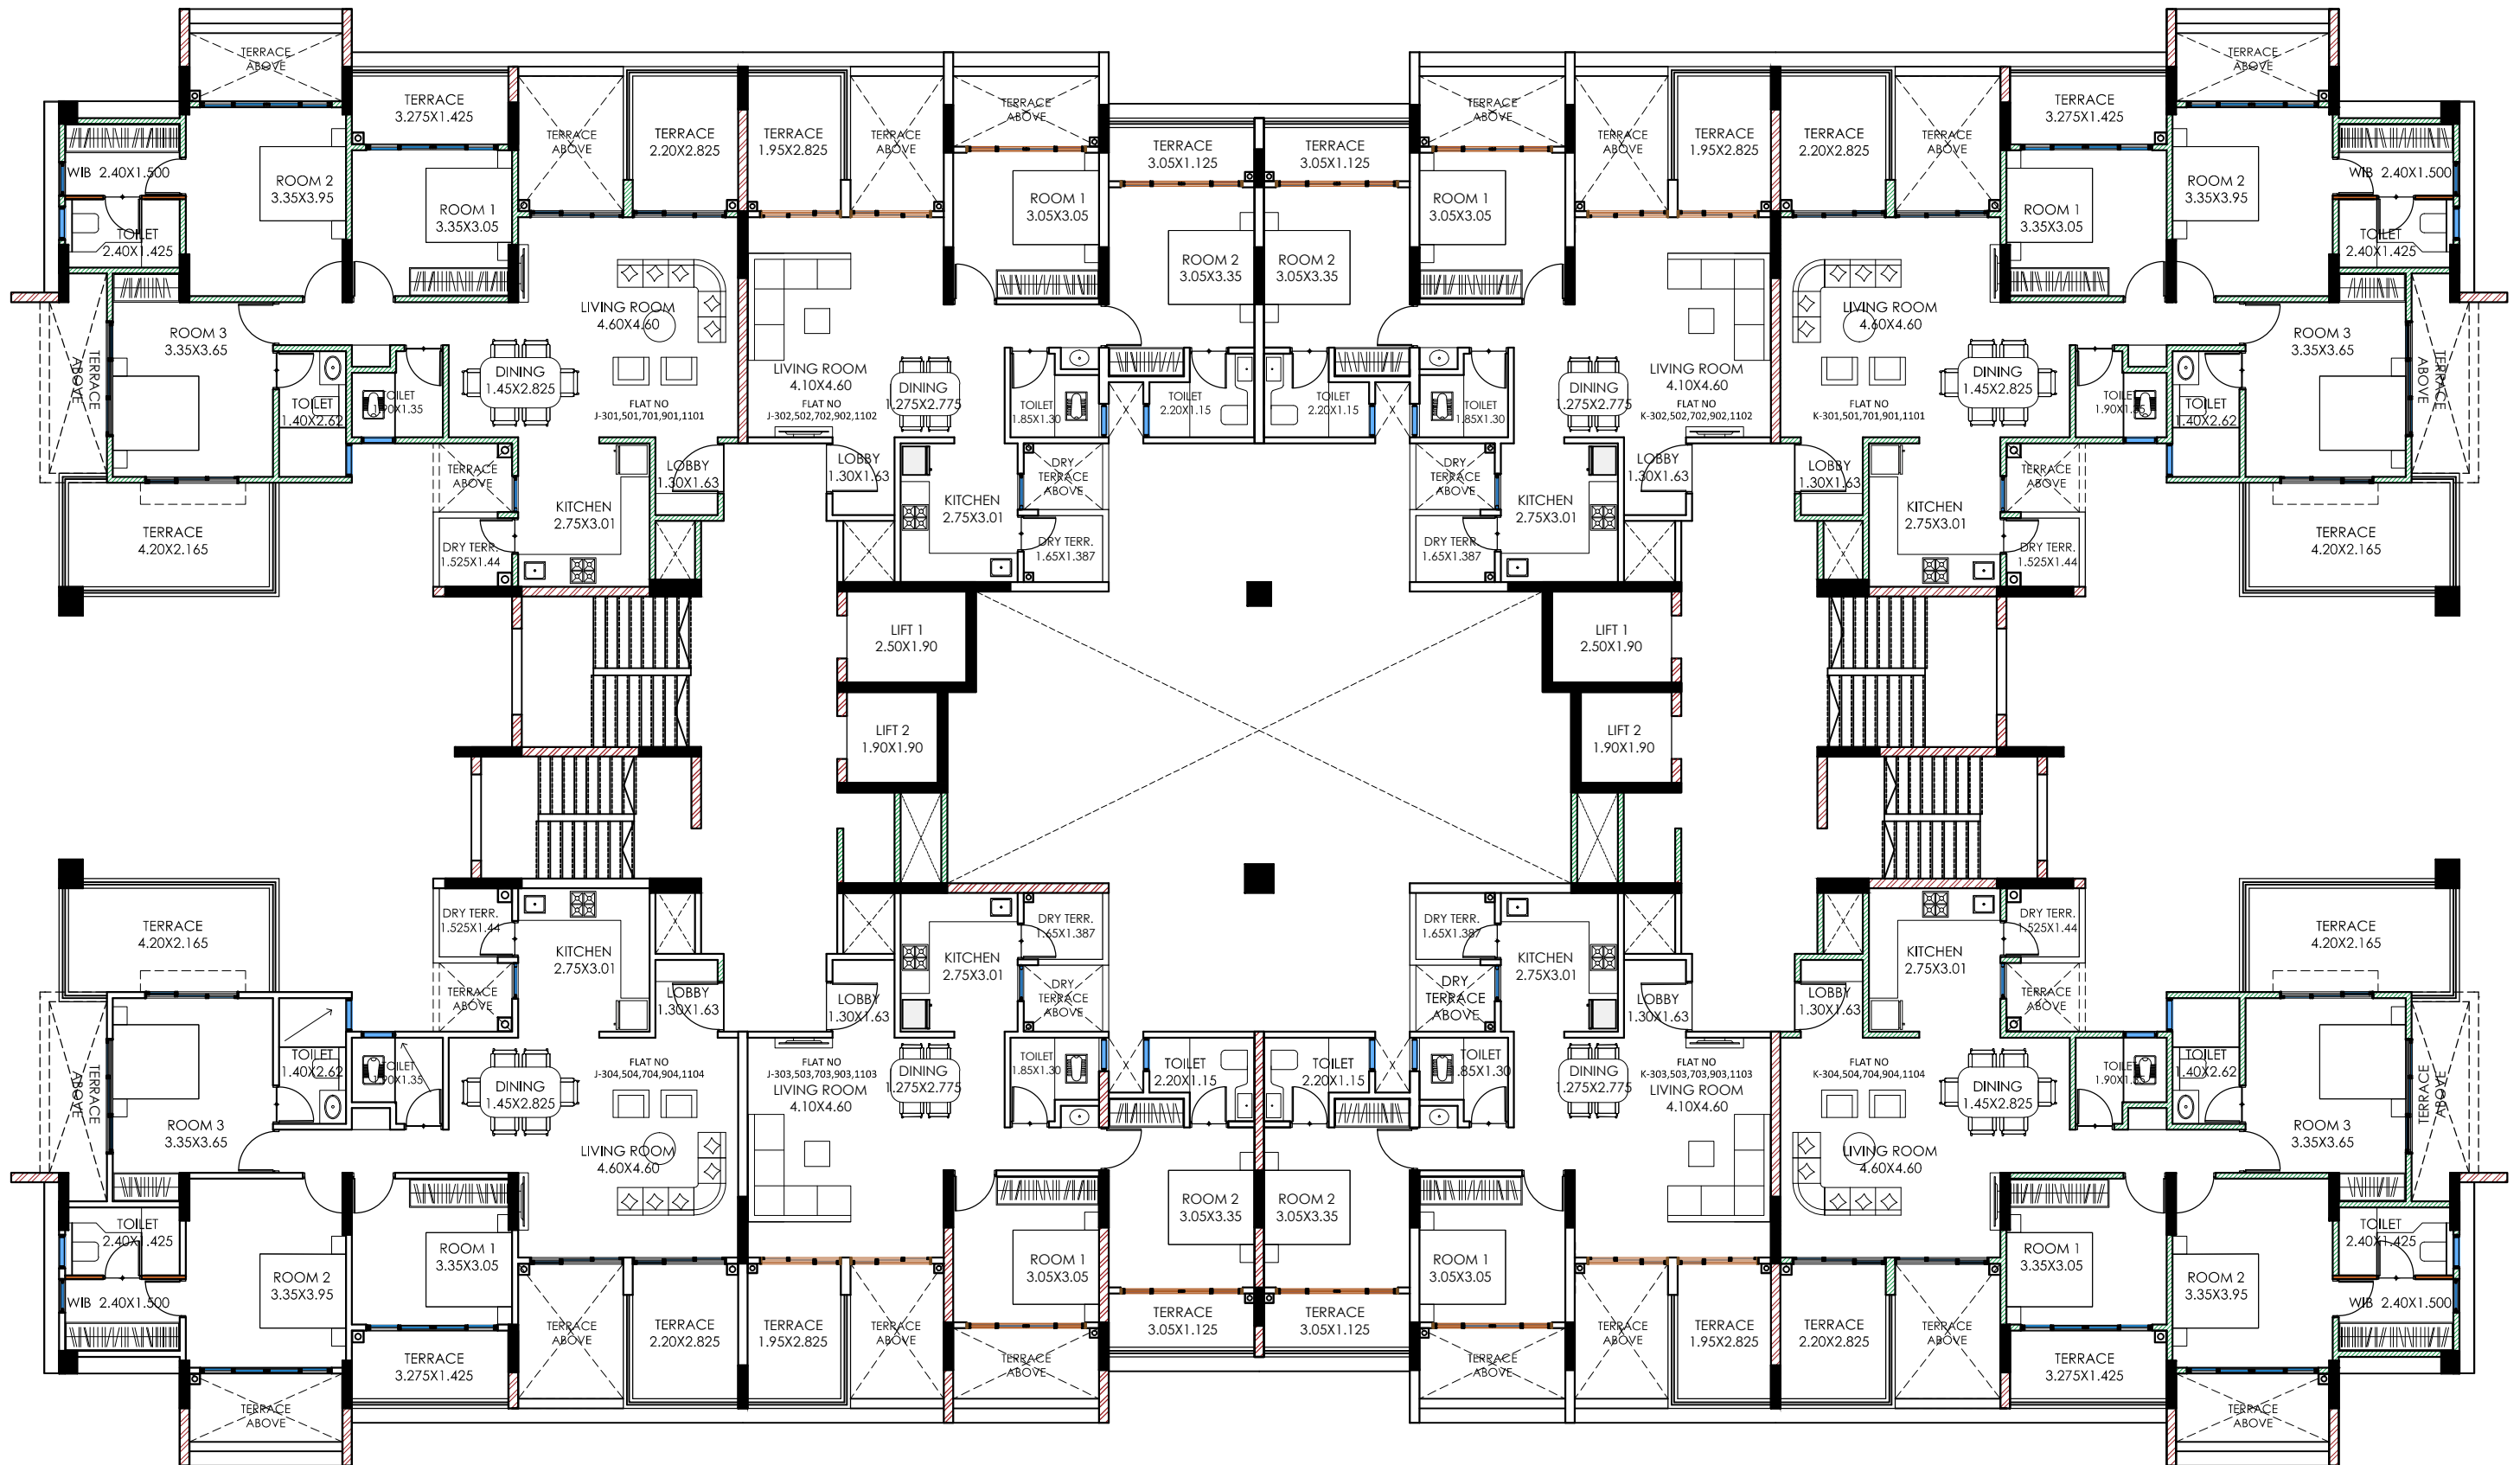 TERRACE
ABOVE
TERRACE
3.275X1.425
TERRACE
ABOVE
TERRACE
2.20X2.825
TERRACE
1.95X2.825
TERRACE
ABOVE
TERRACE
ABOVE
TERRACE
3.05X1.125
WIB 2.40X1.500
ROOM 2
3.35X3.95
ROOM 1
3.35X3.05
TOILET
2.40X1.425
ROOM 1
3.05X3.05
ROOM 2
3.05X3.35
ROOM 3
3.35X3.65
TERRACE
ABOVE
LIVING ROOM
4.60X4.60
DINING
1.45X2.825
TOILET
1.40X2.62
TOILET
1.90X1.35
FLAT NO
J-301,501,701,901,1101
LIVING ROOM
4.10X4.60
FLAT NO
J-302,502,702,902,1102
DINING
1.275X2.775
TOILET
1.85X1.30
TOILET
2.20X1.15
TERRACE
4.20X2.165
TERRACE
ABOVE
DRY TERR.
1.525X1.44
KITCHEN
2.75X3.01
LOBBY
1.30X1.63
LOBBY
1.30X1.63
KITCHEN
2.75X3.01
DRY
TERRACE
ABOVE
DRY TERR.
1.65X1.387
LIFT 1
2.50X1.90
LIFT 2
1.90X1.90
TERRACE
3.05X1.125
TERRACE
ABOVE
TERRACE
ABOVE
TERRACE
1.95X2.825
TERRACE
2.20X2.825
TERRACE
ABOVE
TERRACE
3.275X1.425
TERRACE
ABOVE
ROOM 2
3.05X3.35
ROOM 1
3.05X3.05
ROOM 1
3.35X3.05
ROOM 2
3.35X3.95
WIB 2.40X1.500
TOILET
2.40X1.425
TOILET
2.20X1.15
TOILET
1.85X1.30
DINING
1.275X2.775
LIVING ROOM
4.10X4.60
FLAT NO
K-302,502,702,902,1102
LIVING ROOM
4.60X4.60
FLAT NO
K-301,501,701,901,1101
DINING
1.45X2.825
TOILET
1.90X1.35
TOILET
1.40X2.62
ROOM 3
3.35X3.65
TERRACE
ABOVE
DRY
TERRACE
ABOVE
DRY TERR.
1.65X1.387
KITCHEN
2.75X3.01
LOBBY
1.30X1.63
LOBBY
1.30X1.63
KITCHEN
2.75X3.01
TERRACE
ABOVE
DRY TERR.
1.525X1.44
TERRACE
4.20X2.165
LIFT 1
2.50X1.90
LIFT 2
1.90X1.90
TERRACE
4.20X2.165
DRY TERR.
1.525X1.44
TERRACE
ABOVE
KITCHEN
2.75X3.01
LOBBY
1.30X1.63
LOBBY
1.30X1.63
KITCHEN
2.75X3.01
DRY TERR.
1.65X1.387
DRY
TERRACE
ABOVE
TERRACE
ABOVE
ROOM 3
3.35X3.65
TOILET
1.40X2.62
TOILET
1.90X1.35
DINING
1.45X2.825
FLAT NO
J-304,504,704,904,1104
LIVING ROOM
4.60X4.60
FLAT NO
J-303,503,703,903,1103
LIVING ROOM
4.10X4.60
DINING
1.275X2.775
TOILET
1.85X1.30
TOILET
2.20X1.15
TOILET
2.40X1.425
WIB 2.40X1.500
ROOM 2
3.35X3.95
ROOM 1
3.35X3.05
ROOM 1
3.05X3.05
ROOM 2
3.05X3.35
TERRACE
ABOVE
TERRACE
3.275X1.425
TERRACE
ABOVE
TERRACE
2.20X2.825
TERRACE
1.95X2.825
TERRACE
ABOVE
TERRACE
ABOVE
TERRACE
3.05X1.125
DRY TERR.
1.65X1.387
DRY
TERRACE
ABOVE
KITCHEN
2.75X3.01
LOBBY
1.30X1.63
LOBBY
1.30X1.63
KITCHEN
2.75X3.01
DRY TERR.
1.525X1.44
TERRACE
ABOVE
TERRACE
4.20X2.165
TOILET
2.20X1.15
TOILET
1.85X1.30
DINING
1.275X2.775
FLAT NO
K-303,503,703,903,1103
LIVING ROOM
4.10X4.60
FLAT NO
K-304,504,704,904,1104
LIVING ROOM
4.60X4.60
DINING
1.45X2.825
TOILET
1.90X1.35
TOILET
1.40X2.62
ROOM 3
3.35X3.65
TERRACE
ABOVE
ROOM 2
3.05X3.35
ROOM 1
3.05X3.05
ROOM 1
3.35X3.05
ROOM 2
3.35X3.95
TOILET
2.40X1.425
WIB 2.40X1.500
TERRACE
3.05X1.125
TERRACE
ABOVE
TERRACE
ABOVE
TERRACE
1.95X2.825
TERRACE
2.20X2.825
TERRACE
ABOVE
TERRACE
3.275X1.425
TERRACE
ABOVE